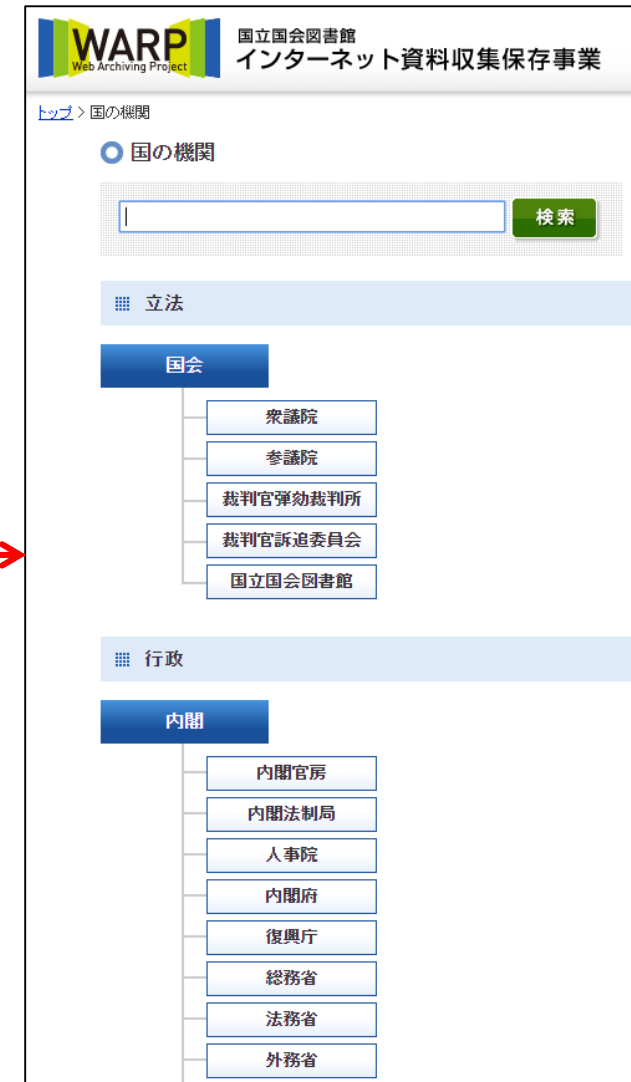 WARP
Web Archiving Project
国立国会図書館
インターネット資料収集保存事業
トップ > 国の機関
国の機関
検索
立法
国会
衆議院
参議院
裁判官弾劾裁判所
裁判官訴追委員会
国立国会図書館
行政
内閣
内閣官房
内閣法制局
人事院
内閣府
復興庁
総務省
法務省
外務省